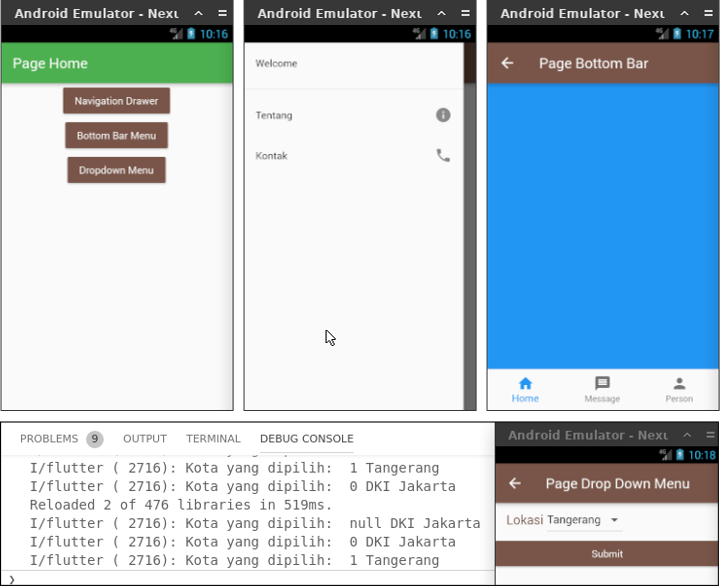 Android Emulator - Nexu
10:16
Page Home
Navigation Drawer
Bottom Bar Menu
Dropdown Menu
Android Emulator - Nexu
10:16
Welcome
Tentang
Kontak
Android Emulator - Nexu
10:17
Page Bottom Bar
Home Message Person
PROBLEMS 9 OUTPUT TERMINAL DEBUG CONSOLE
I/flutter ( 2716): Kota yang dipilih:  1 Tangerang
I/flutter ( 2716): Kota yang dipilih:  0 DKI Jakarta
Reloaded 2 of 476 libraries in 519ms.
I/flutter ( 2716): Kota yang dipilih:  null DKI Jakarta
I/flutter ( 2716): Kota yang dipilih:  0 DKI Jakarta
I/flutter ( 2716): Kota yang dipilih:  1 Tangerang
Android Emulator - Nexu
10:18
Page Drop Down Menu
Lokasi Tangerang
Submit